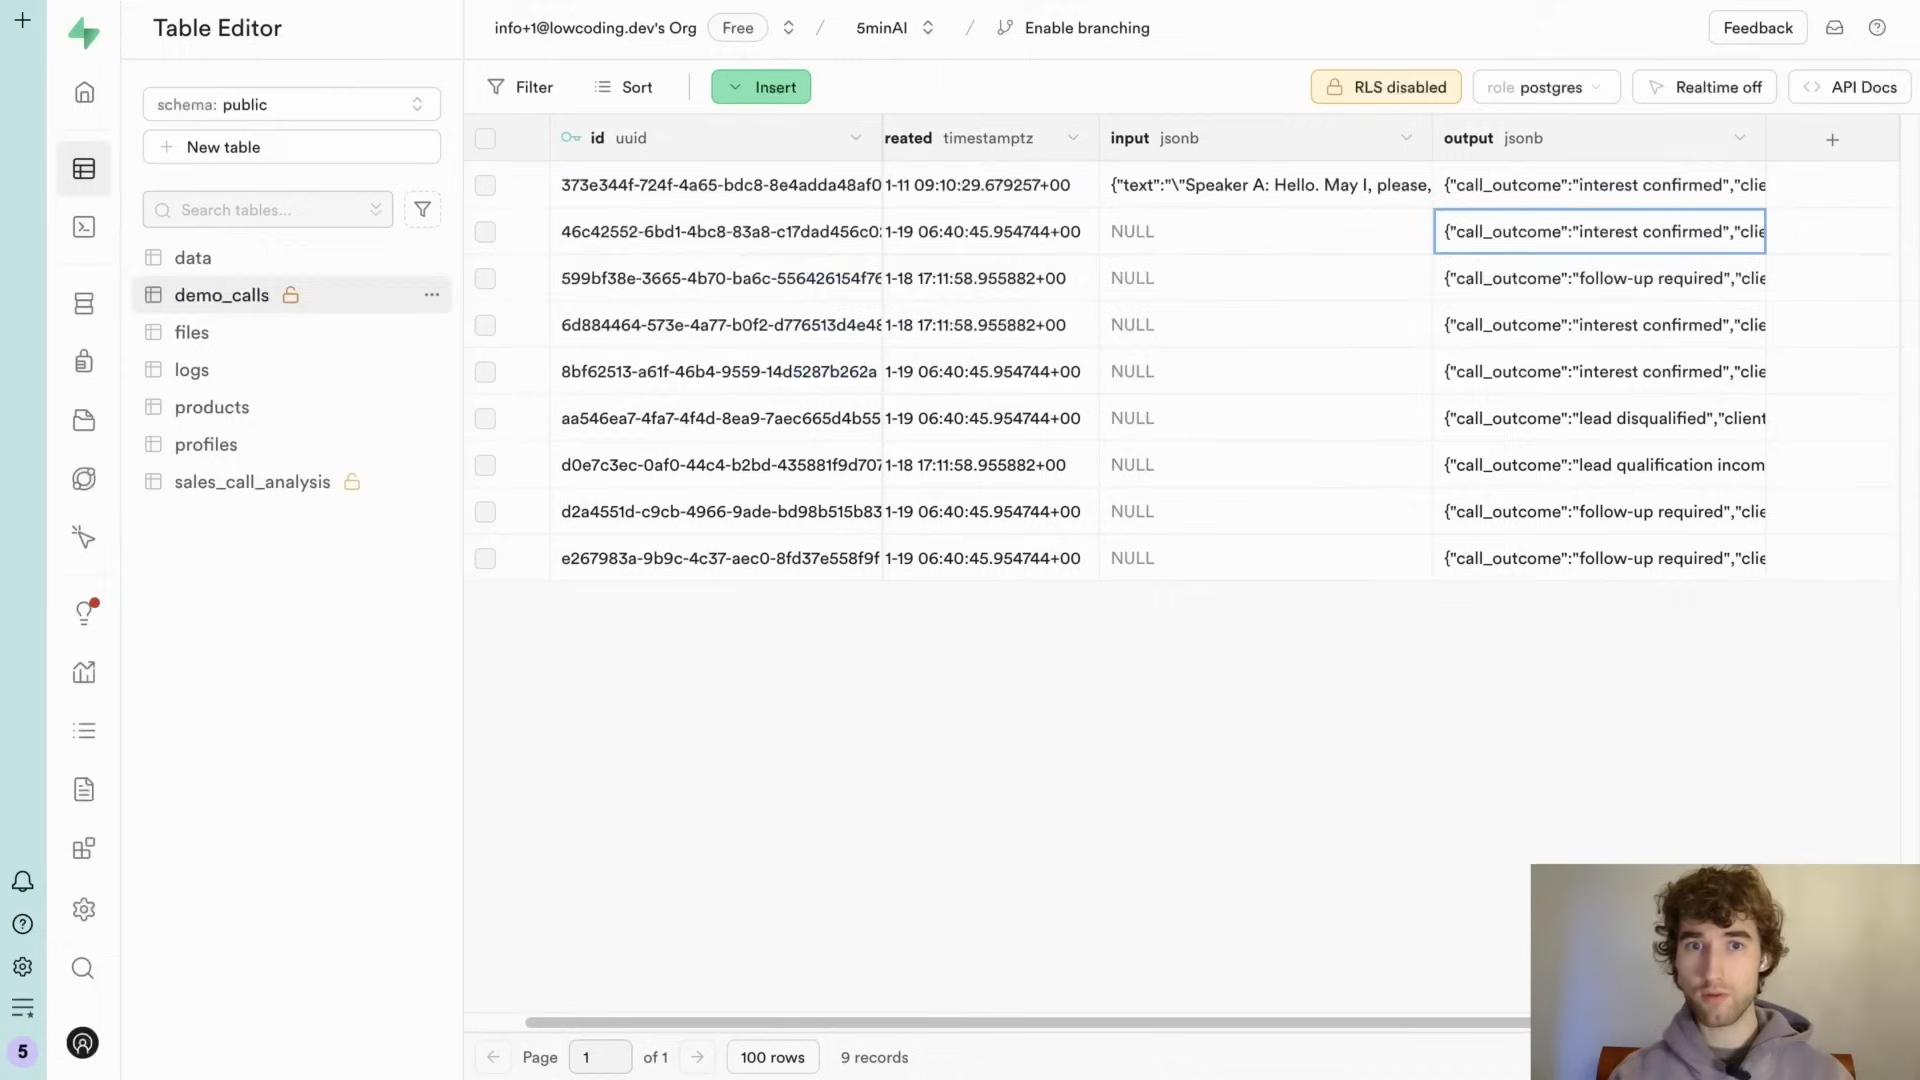 Table Editor
info+1@lowcoding.dev's Org Free / 5minAI / Enable branching
Feedback
schema: public
New table
Search tables...
data
demo_calls
files
logs
products
profiles
sales_call_analysis
Filter Sort Insert RLS disabled role postgres Realtime off API Docs
id uuid reated timestamptz input jsonb output jsonb
373e344f-724f-4a65-bdc8-8e4adda48af0 1-11 09:10:29.679257+00 {"text":"\"Speaker A: Hello. May I, please, {"call_outcome":"interest confirmed","clie
46c42552-6bd1-4bc8-83a8-c17dad456c0 1-19 06:40:45.954744+00 NULL {"call_outcome":"interest confirmed","clie
599bf38e-3665-4b70-ba6c-556426154f76 1-18 17:11:58.955882+00 NULL {"call_outcome":"follow-up required","clie
6d884464-573e-4a77-b0f2-d776513d4e48 1-18 17:11:58.955882+00 NULL {"call_outcome":"interest confirmed","clie
8bf62513-a61f-46b4-9559-14d5287b262a 1-19 06:40:45.954744+00 NULL {"call_outcome":"interest confirmed","clie
aa546ea7-4fa7-4f4d-8ea9-7aec665d4b55 1-19 06:40:45.954744+00 NULL {"call_outcome":"lead disqualified","client
d0e7c3ec-0af0-44c4-b2bd-435881f9d707 1-18 17:11:58.955882+00 NULL {"call_outcome":"lead qualification incom
d2a4551d-c9cb-4966-9ade-bd98b515b83 1-19 06:40:45.954744+00 NULL {"call_outcome":"follow-up required","clie
e267983a-9b9c-4c37-aec0-8fd37e558f9f 1-19 06:40:45.954744+00 NULL {"call_outcome":"follow-up required","clie
5
Page 1 of 1 100 rows 9 records